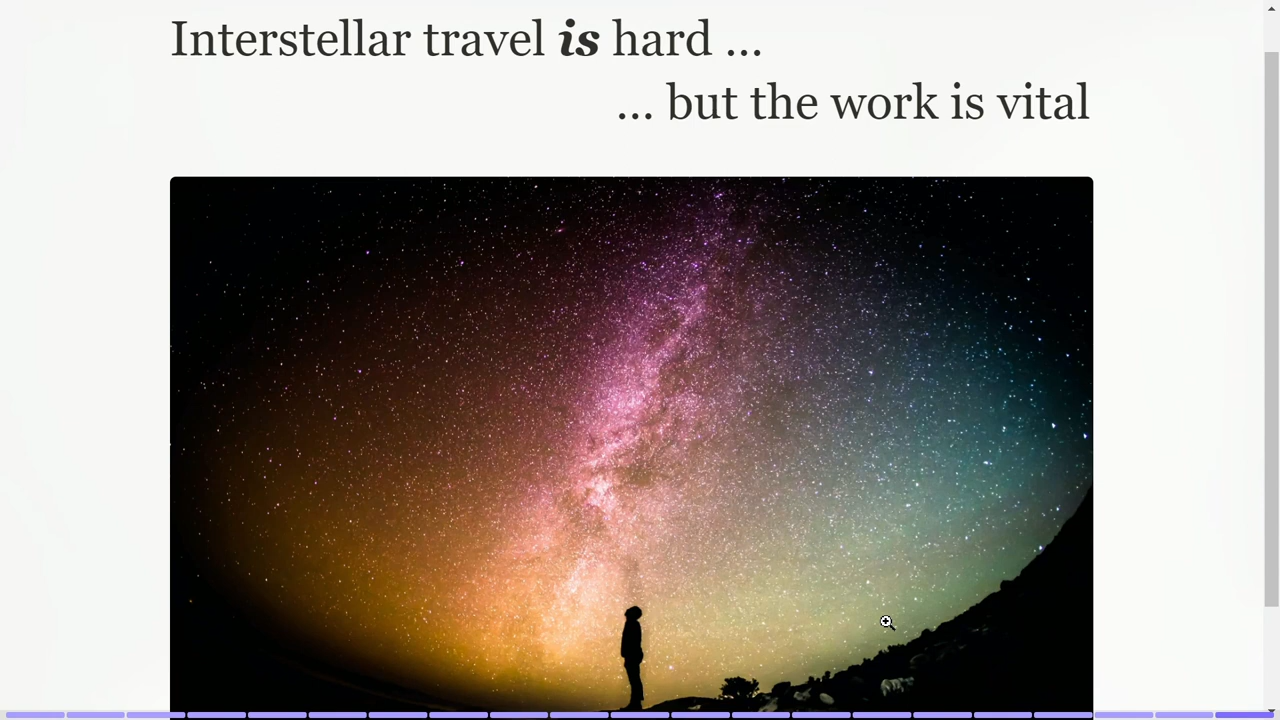 Interstellar travel is hard ...
... but the work is vital